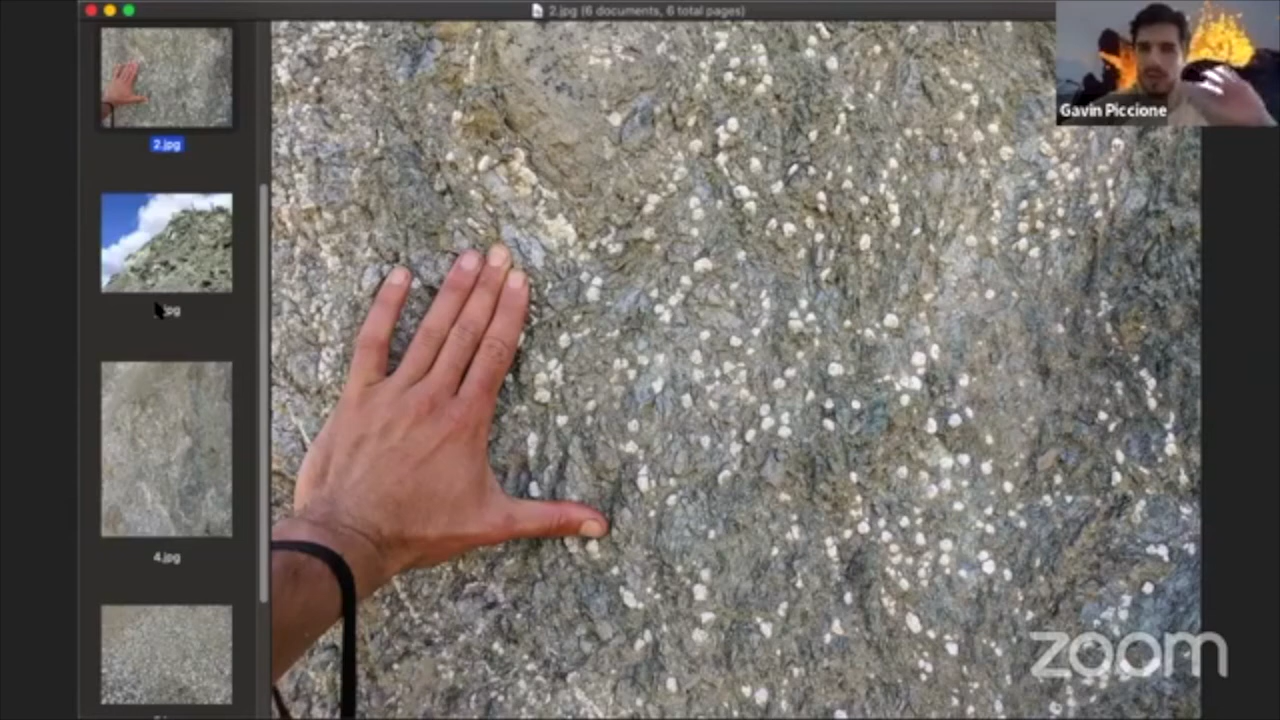 2.jpg (6 documents, 6 total pages)
Gavin Piccione
2.jpg
4.jpg
zoom